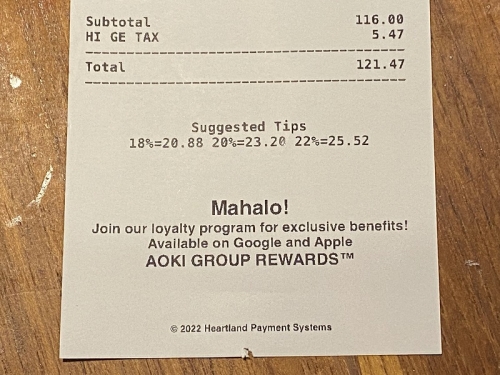 Subtotal 116.00
HI GE TAX 5.47
Total 121.47
Suggested Tips
18%=20.88 20%=23.20 22%=25.52
Mahalo!
Join our loyalty program for exclusive benefits!
Available on Google and Apple
AOKI GROUP REWARDS™
© 2022 Heartland Payment Systems